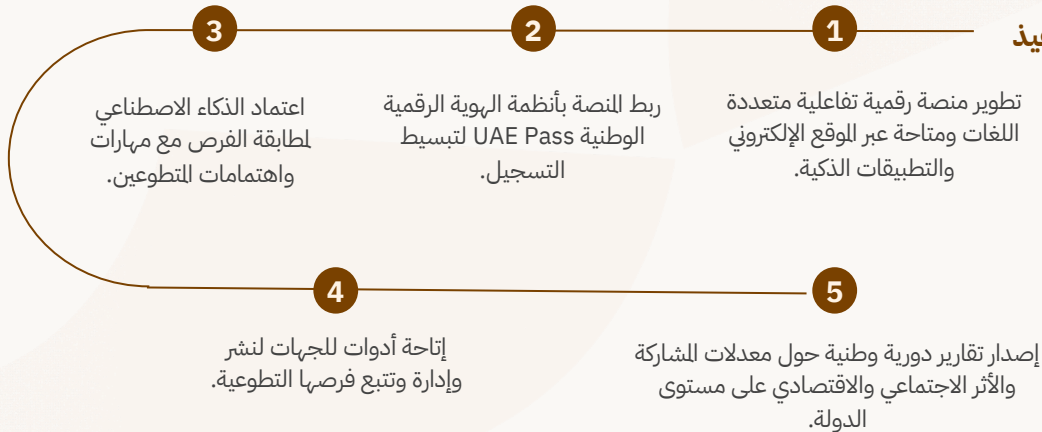 1
تطوير منصة رقمية تفاعلية متعددة
اللغات ومتاحة عبر الموقع الإلكتروني
والتطبيقات الذكية.
2
ربط المنصة بأنظمة الهوية الرقمية
الوطنية UAE Pass لتبسيط
التسجيل.
3
اعتماد الذكاء الاصطناعي
لمطابقة الفرص مع مهارات
واهتمامات المتطوعين.
4
إتاحة أدوات للجهات لنشر
وإدارة وتتبع فرصها التطوعية.
5
إصدار تقارير دورية وطنية حول معدلات المشاركة
والأثر الاجتماعي والاقتصادي على مستوى
الدولة.